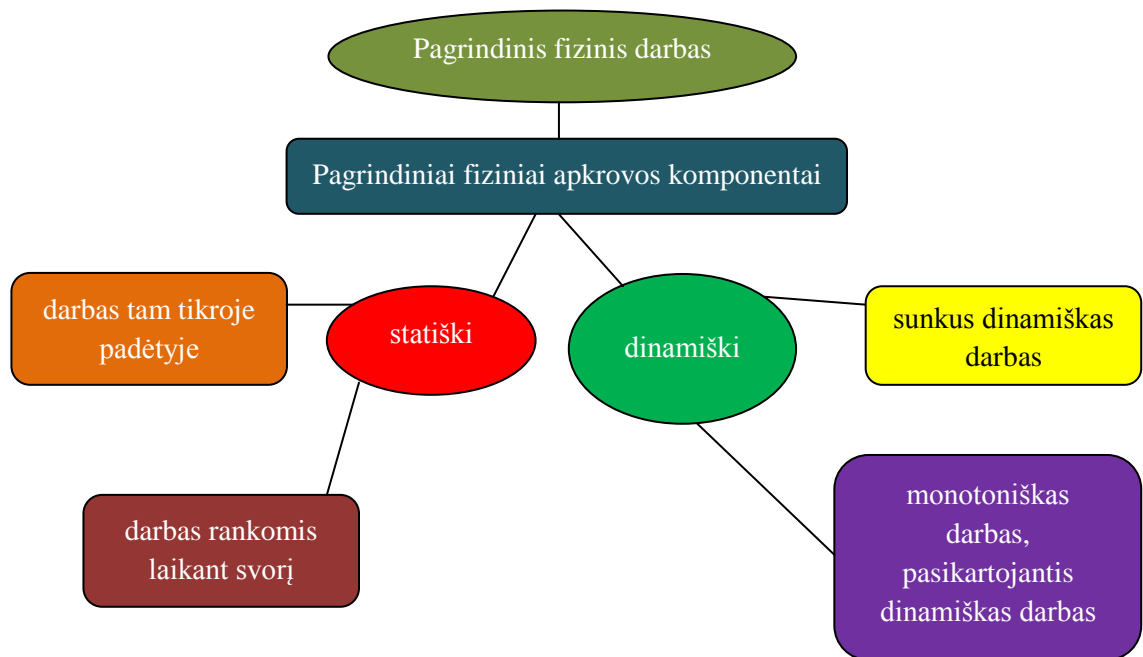 Pagrindinis fizinis darbas
Pagrindiniai fiziniai apkrovos komponentai
darbas tam tikroje
padėtyje
statiški
dinamiški
sunkus dinamiškas
darbas
darbas rankomis
laikant svorį
monotoniškas
darbas,
pasikartojantis
dinamiškas darbas